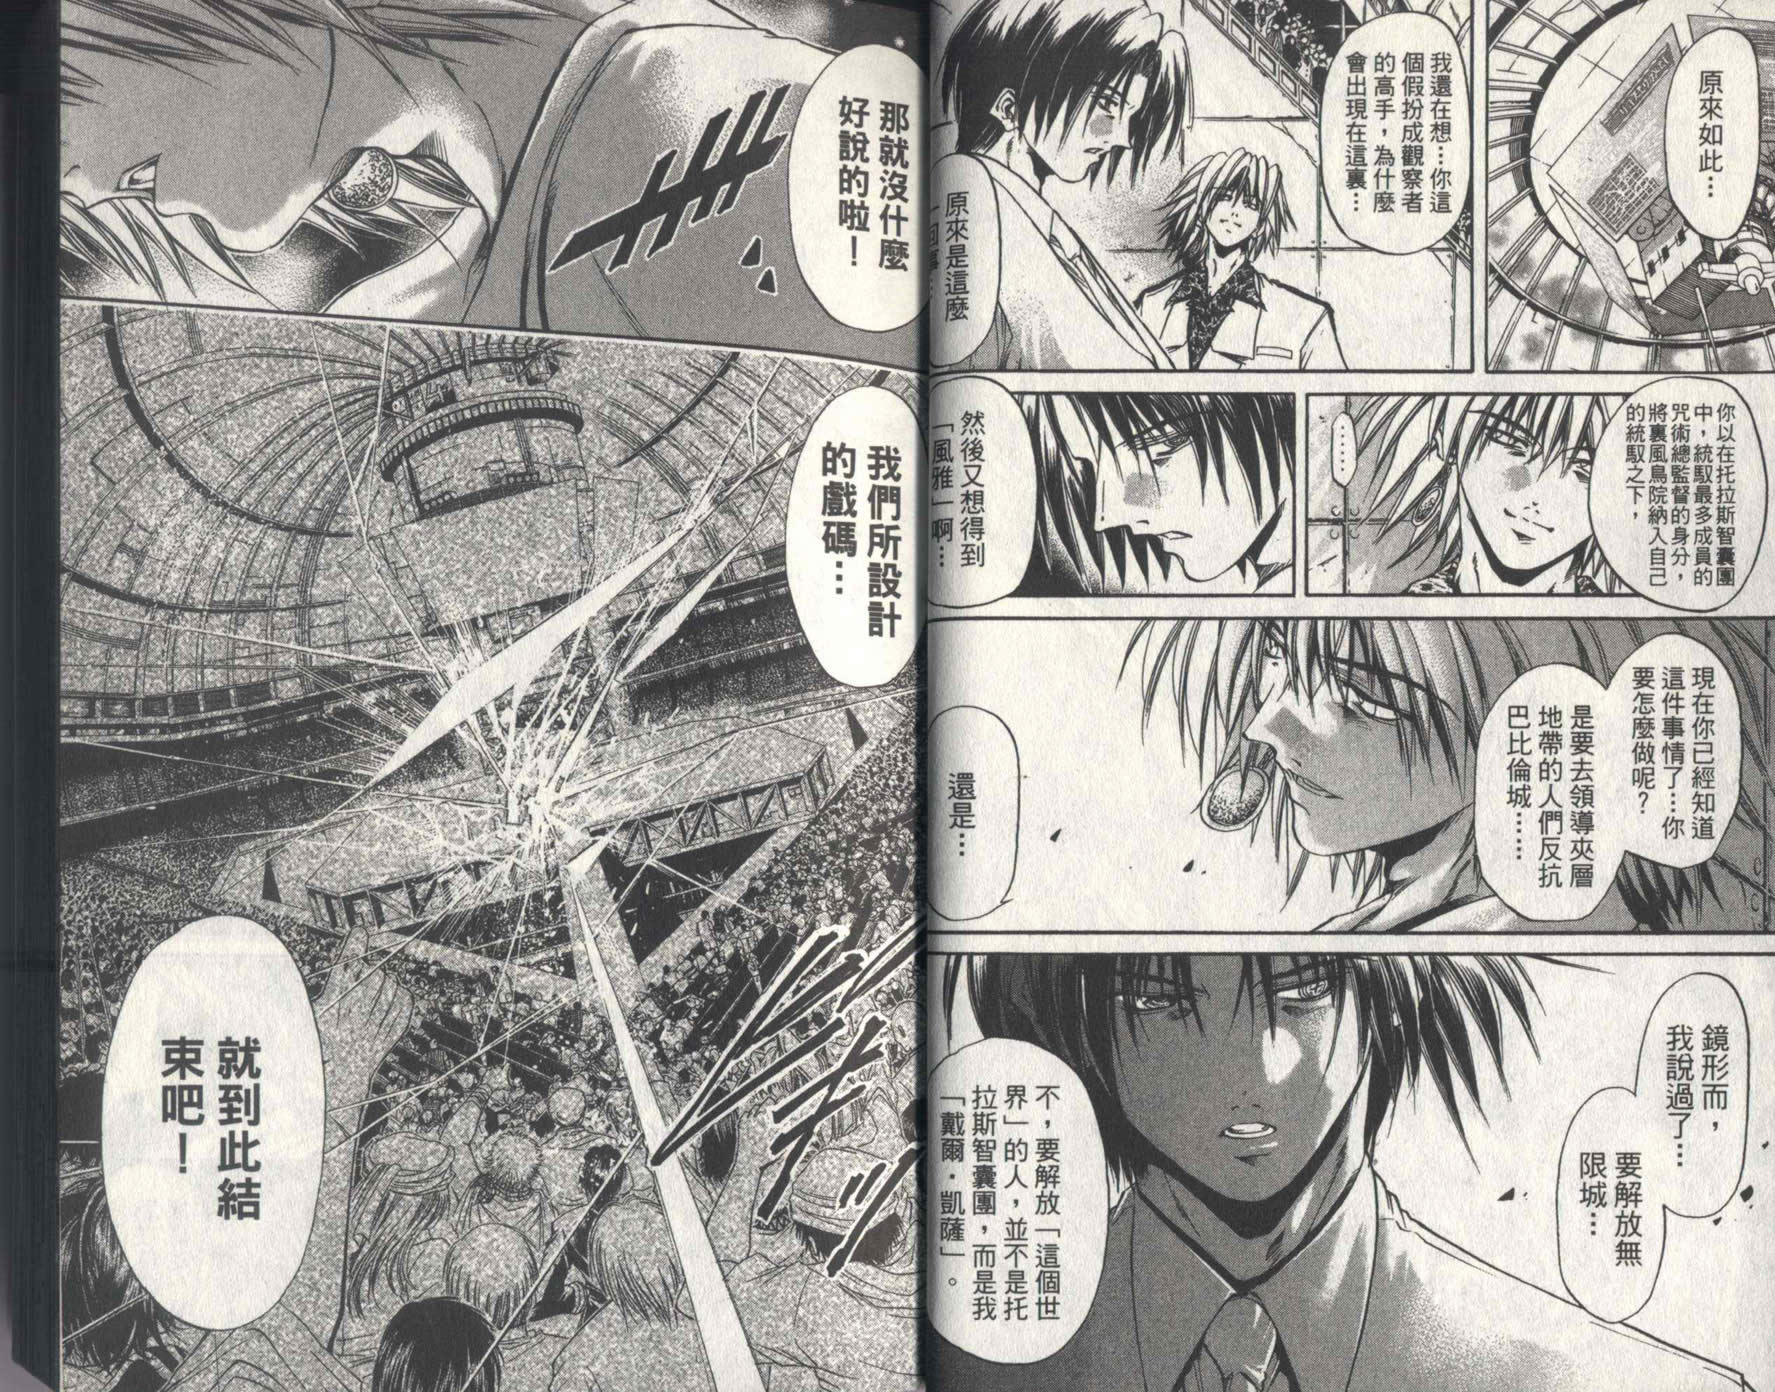 原來如此…
我還在想…你這
個假扮成觀察者
的高手，為什麼
會出現在這裏…
原來是這麼
你以在托拉斯智囊團
中，統馭最多成員的
咒術總監督的身分，
將裏風鳥院納入自己
的統馭之下，
………
然後又想得到
「風雅」啊…
現在你已經知道
這件事情了…你
要怎麼做呢？
是要去領導夾層
地帶的人們反抗
巴比倫城……
還是…
鏡形而，
我說過了…
要解放無
限城…
不，要解放「這個世
界」的人，並不是托
拉斯智囊團，而是我
「戴爾·凱薩」。
那就沒什麼
好說的啦！
我們所設計
的戲碼…
就到此結
束吧！